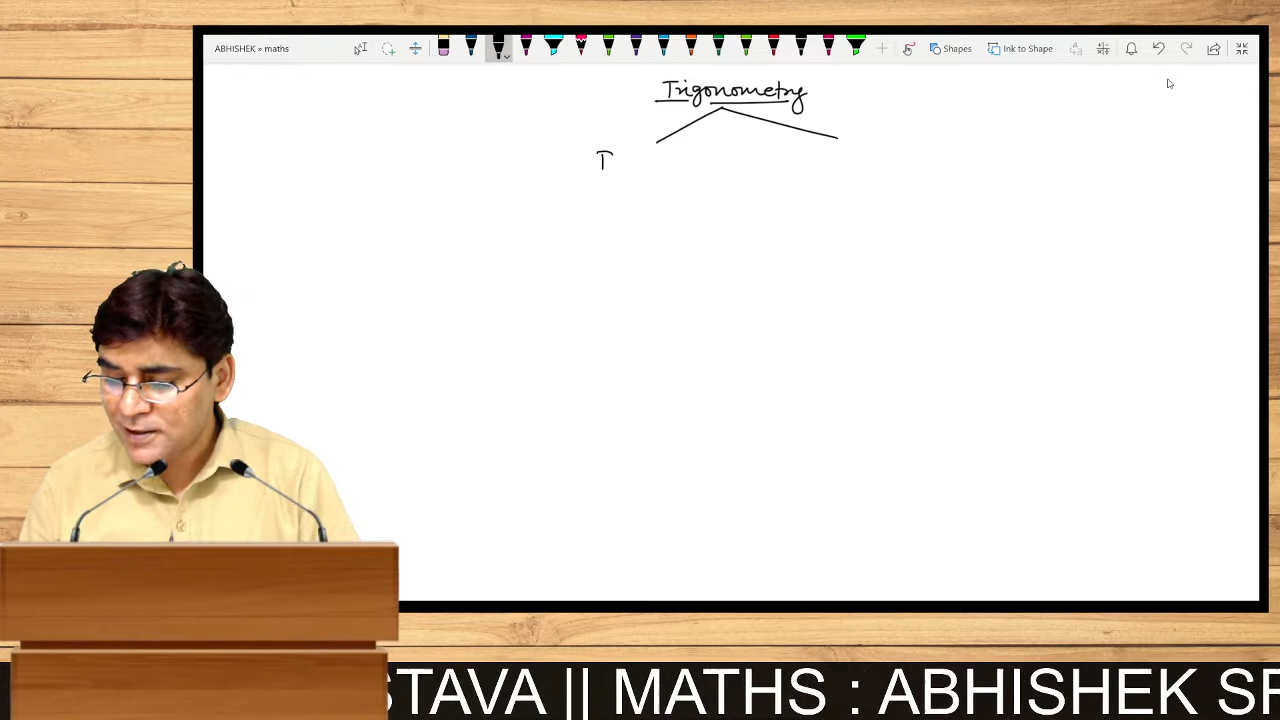 ABHISHEK » maths
Shapes
Ink to Shape
Trigonometry
T
STAVA || MATHS : ABHISHEK SR